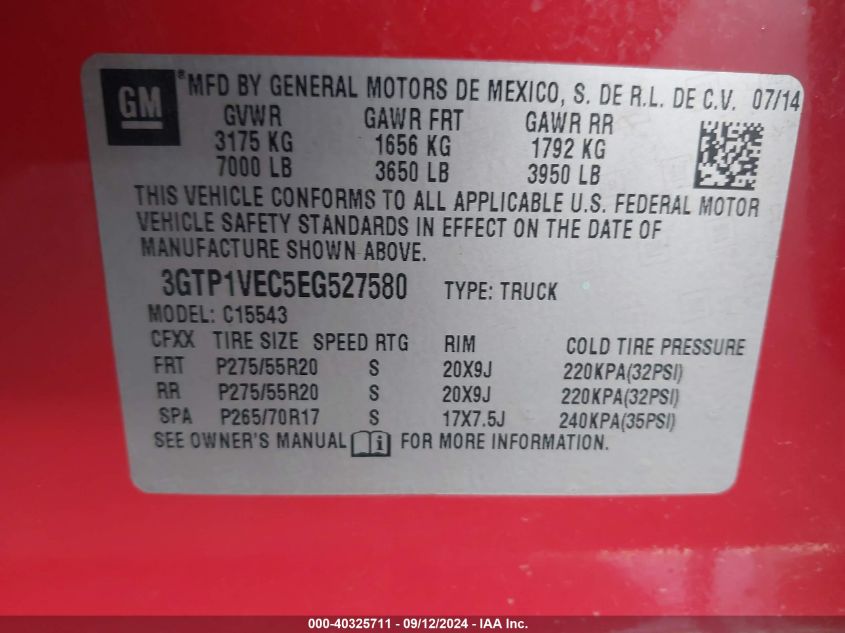 GM
®MFD BY GENERAL MOTORS DE MEXICO, S. DE R.L. DE C.V. 07/14
GVWR GAWR FRT GAWR RR
3175 KG 1656 KG 1792 KG
7000 LB 3650 LB 3950 LB
THIS VEHICLE CONFORMS TO ALL APPLICABLE U.S. FEDERAL MOTOR
VEHICLE SAFETY STANDARDS IN EFFECT ON THE DATE OF
MANUFACTURE SHOWN ABOVE.
3GTP1VEC5EG527580 TYPE: TRUCK
MODEL: C15543
CFXX TIRE SIZE SPEED RTG RIM COLD TIRE PRESSURE
FRT P275/55R20 S 20X9J 220KPA(32PSI)
RR P275/55R20 S 20X9J 220KPA(32PSI)
SPA P265/70R17 S 17X7.5J 240KPA(35PSI)
SEE OWNER'S MANUAL i FOR MORE INFORMATION.
000-40325711 - 09/12/2024 - IAA Inc.